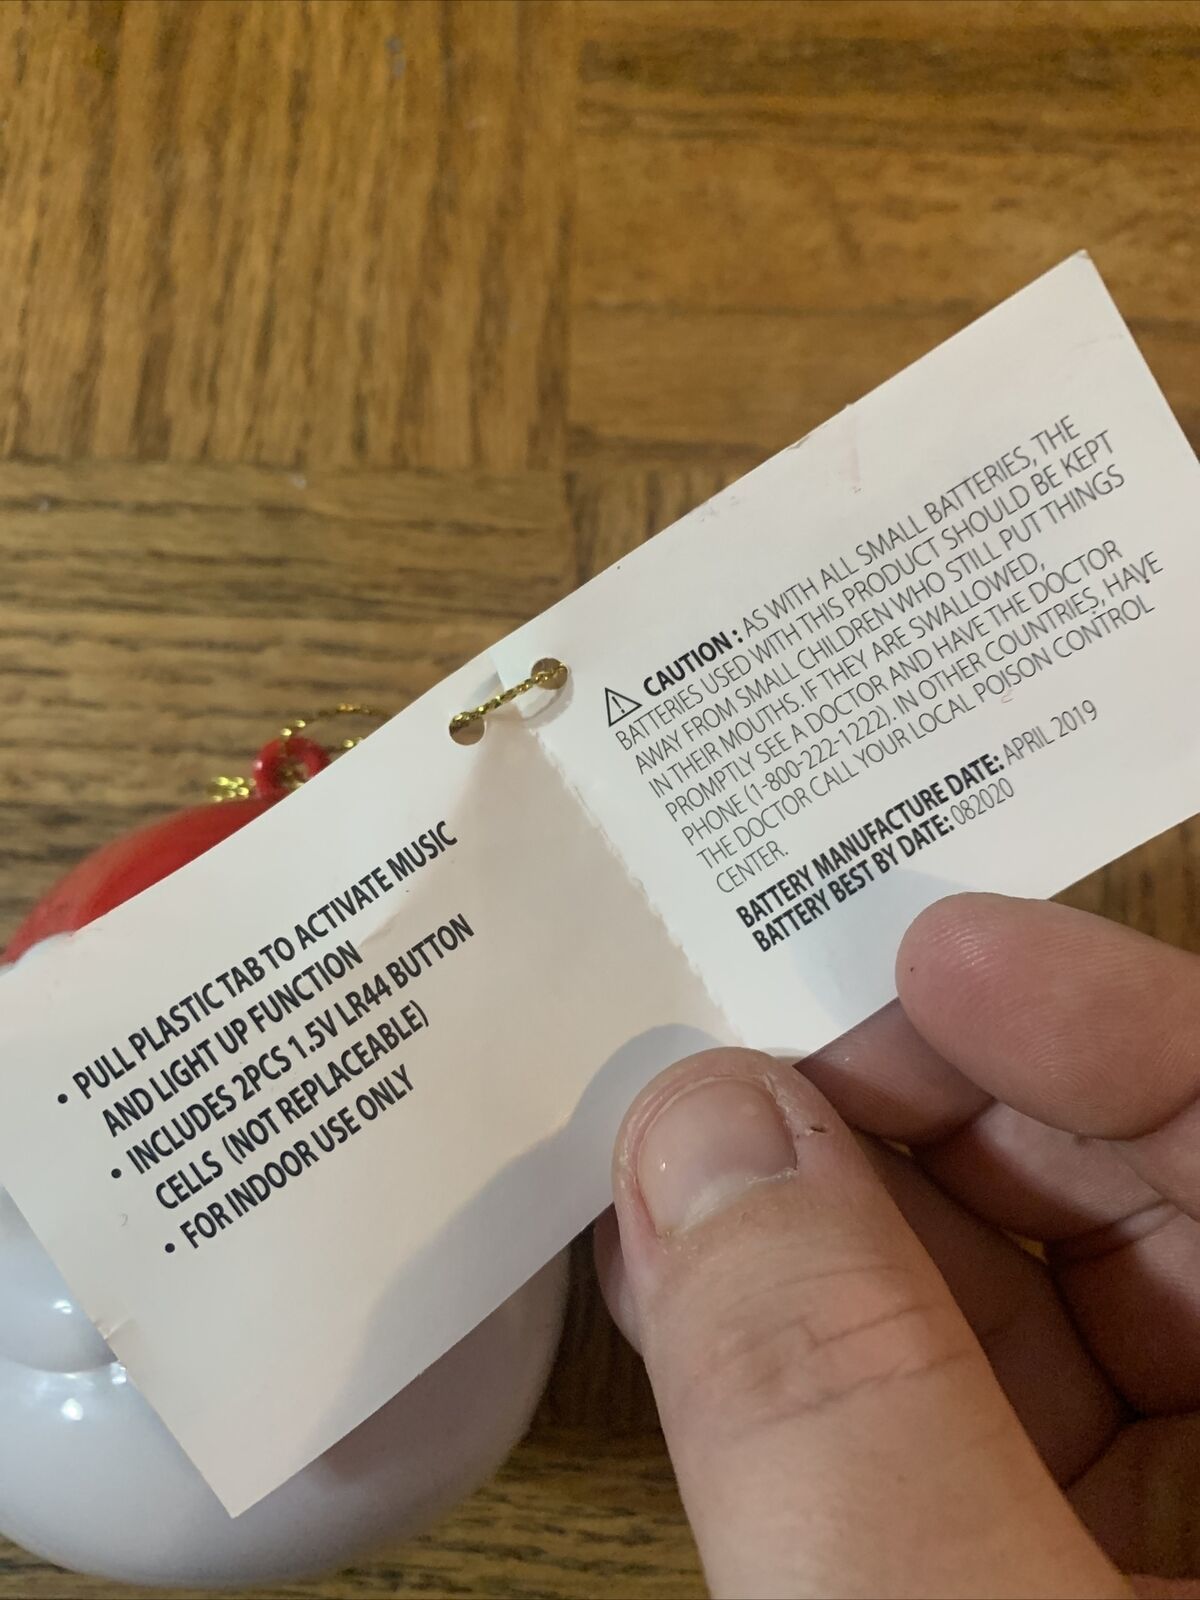 • PULL PLASTIC TAB TO ACTIVATE MUSIC
AND LIGHT UP FUNCTION
• INCLUDES 2PCS 1.5V LR44 BUTTON
CELLS (NOT REPLACEABLE)
• FOR INDOOR USE ONLY
⚠ CAUTION : AS WITH ALL SMALL BATTERIES, THE
BATTERIES USED WITH THIS PRODUCT SHOULD BE KEPT
AWAY FROM SMALL CHILDREN WHO STILL PUT THINGS
IN THEIR MOUTHS. IF THEY ARE SWALLOWED,
PROMPTLY SEE A DOCTOR AND HAVE THE DOCTOR
PHONE (1-800-222-1222). IN OTHER COUNTRIES, HAVE
THE DOCTOR CALL YOUR LOCAL POISON CONTROL
CENTER.
BATTERY MANUFACTURE DATE: APRIL 2019
BATTERY BEST BY DATE: 082020